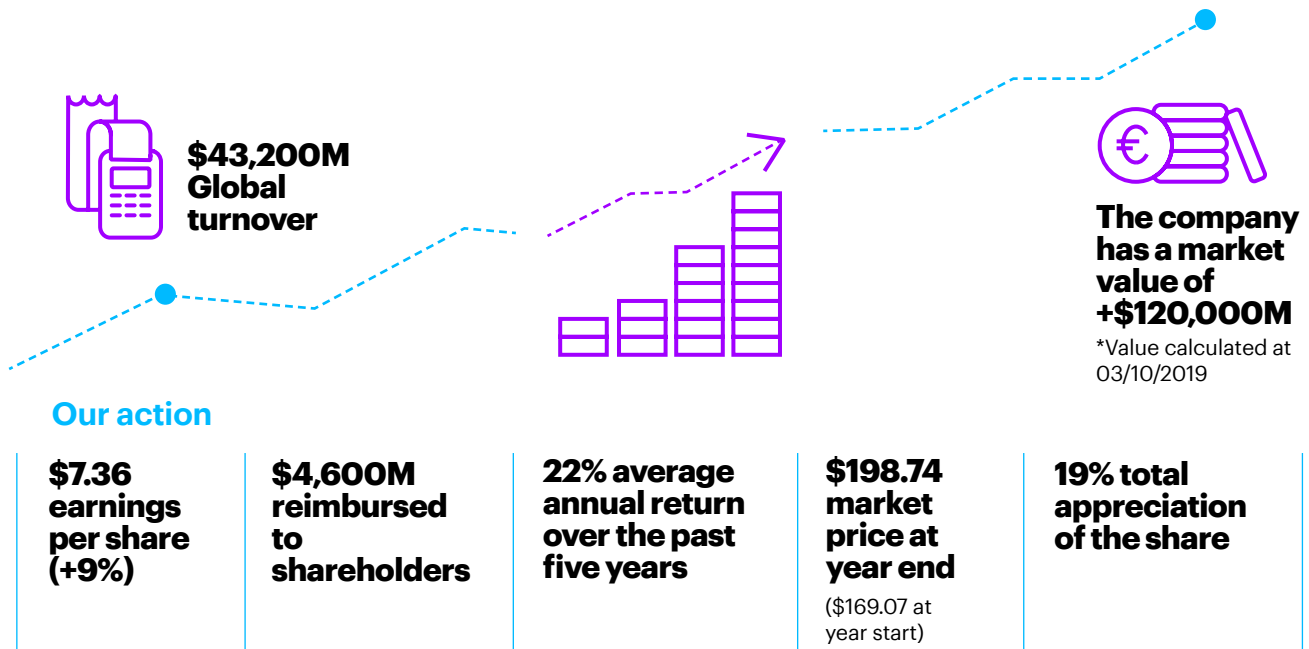 $43,200M
Global
turnover
The company
has a market
value of
+$120,000M
*Value calculated at
03/10/2019
Our action
$7.36
earnings
per share
(+9%)
$4,600M
reimbursed
to
shareholders
22% average
annual return
over the past
five years
$198.74
market
price at
year end
($169.07 at
year start)
19% total
appreciation
of the share